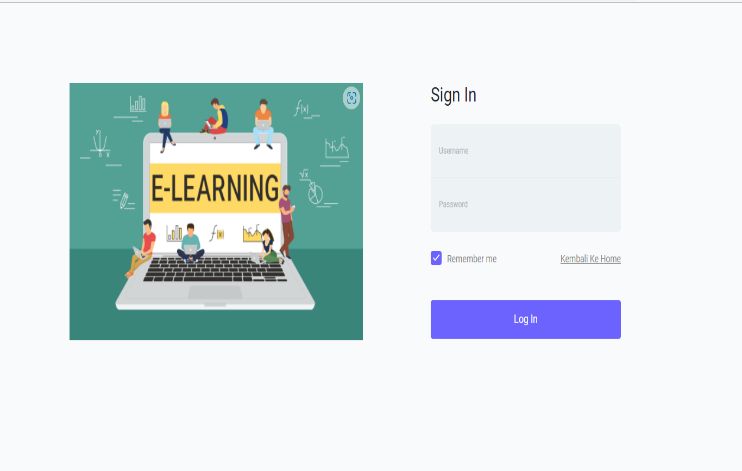 E-LEARNING
f(x)
√x
f(x)
Sign In
Username
Password
Remember me
Kembali Ke Home
Log In